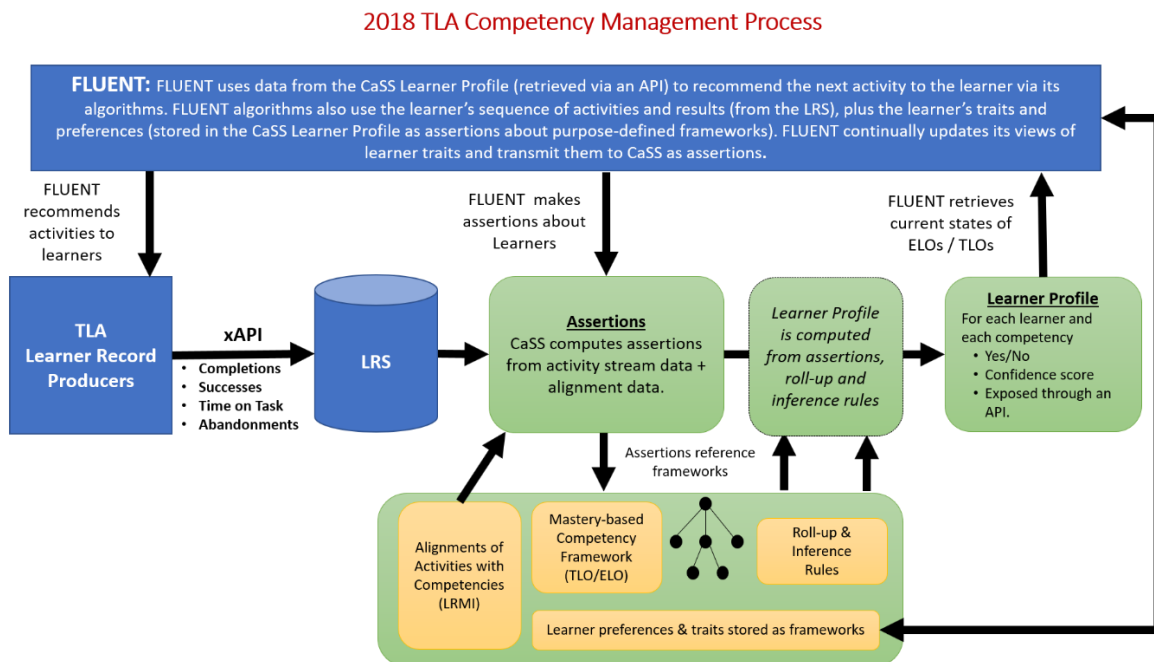 2018 TLA Competency Management Process
FLUENT: FLUENT uses data from the CaSS Learner Profile (retrieved via an API) to recommend the next activity to the learner via its
algorithms. FLUENT algorithms also use the learner's sequence of activities and results (from the LRS), plus the learner's traits and
preferences (stored in the CaSS Learner Profile as assertions about purpose-defined frameworks). FLUENT continually updates its views of
learner traits and transmit them to CaSS as assertions.
FLUENT
recommends
activities to
learners
FLUENT makes
assertions about
Learners
FLUENT retrieves
current states of
ELOs / TLOs
TLA
Learner Record
Producers
xAPI
• Completions
• Successes
• Time on Task
• Abandonments
LRS
Assertions
CaSS computes assertions
from activity stream data +
alignment data.
Learner Profile
is computed
from assertions,
roll-up and
inference rules
Learner Profile
For each learner and
each competency
• Yes/No
• Confidence score
• Exposed through an
API.
Assertions reference
frameworks
Alignments of
Activities with
Competencies
(LRMI)
Mastery-based
Competency
Framework
(TLO/ELO)
Roll-up &
Inference
Rules
Learner preferences & traits stored as frameworks